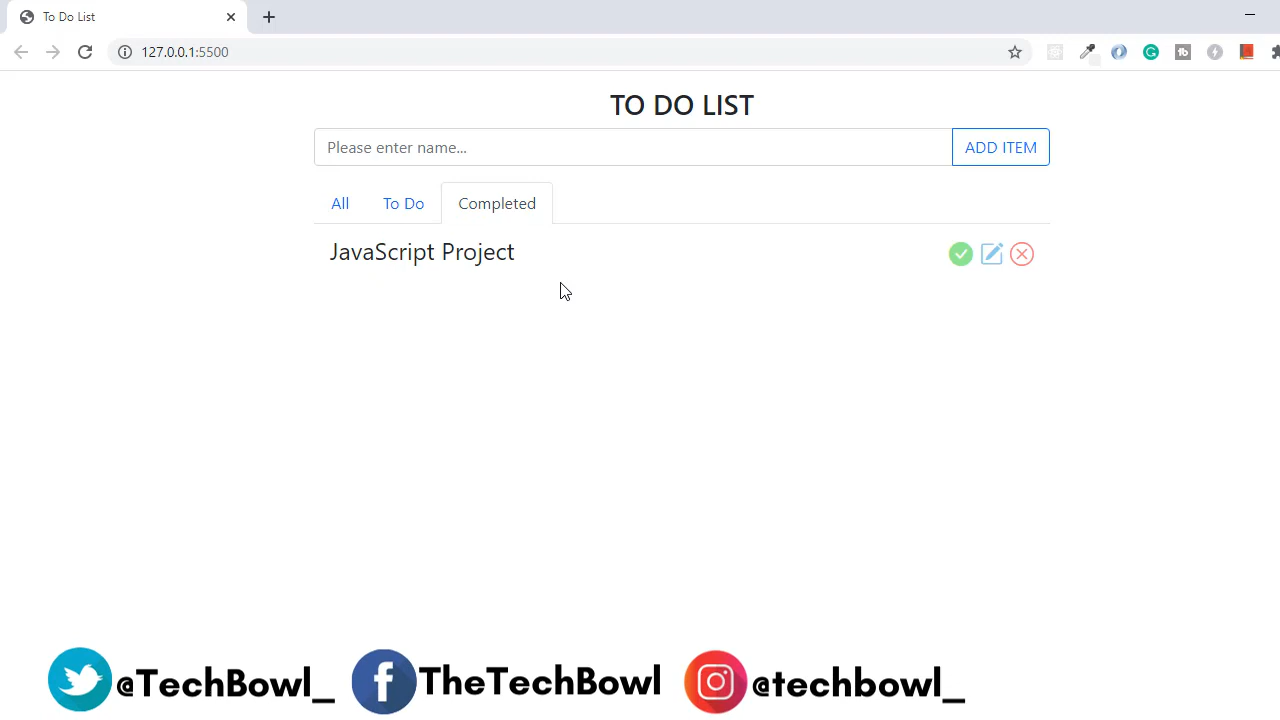 To Do List
127.0.0.1:5500
TO DO LIST
Please enter name...
ADD ITEM
All
To Do
Completed
JavaScript Project
@TechBowl_
TheTechBowl
@techbowl_